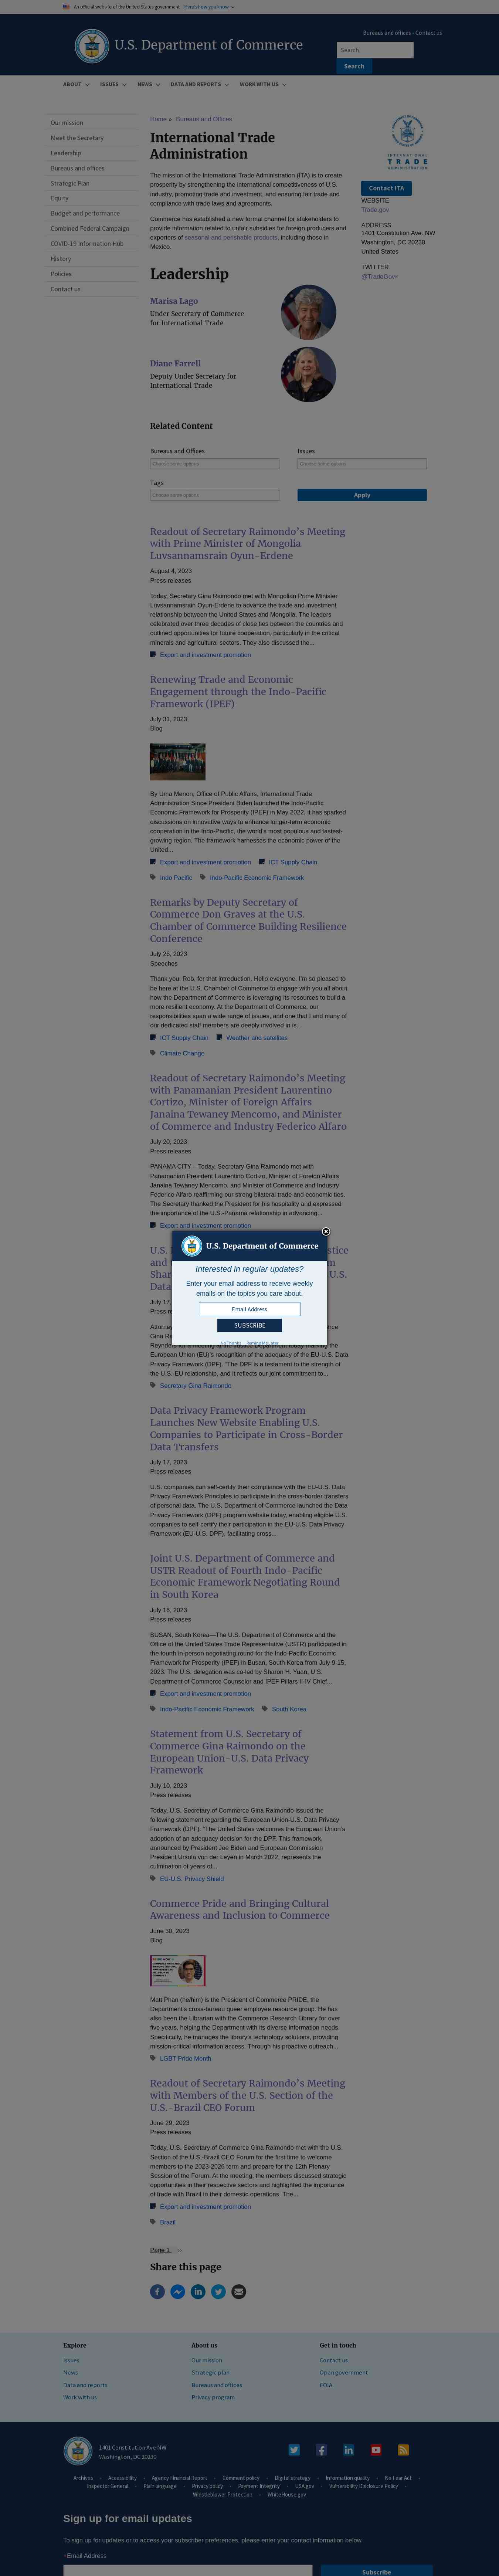 An official website of the United States government Here's how you know
Bureaus and offices - Contact us
U.S. Department of Commerce
Search
Search
ABOUT ISSUES NEWS DATA AND REPORTS WORK WITH US
Our mission
Meet the Secretary
Leadership
Bureaus and offices
Strategic Plan
Equity
Budget and performance
Combined Federal Campaign
COVID-19 Information Hub
History
Policies
Contact us
Home » Bureaus and Offices
International Trade
Administration
The mission of the International Trade Administration (ITA) is to create
prosperity by strengthening the international competitiveness of U.S.
industry, promoting trade and investment, and ensuring fair trade and
compliance with trade laws and agreements.
Commerce has established a new formal channel for stakeholders to
provide information related to unfair subsidies for foreign producers and
exporters of seasonal and perishable products, including those in
Mexico.
INTERNATIONAL
TRADE
ADMINISTRATION
Contact ITA
WEBSITE
Trade.gov
ADDRESS
1401 Constitution Ave. NW
Washington, DC 20230
United States
TWITTER
@TradeGov
Leadership
Marisa Lago
Under Secretary of Commerce
for International Trade
Diane Farrell
Deputy Under Secretary for
International Trade
Related Content
Bureaus and Offices
Choose some options
Issues
Choose some options
Tags
Choose some options
Apply
Readout of Secretary Raimondo's Meeting
with Prime Minister of Mongolia
Luvsannamsrain Oyun-Erdene
August 4, 2023
Press releases
Today, Secretary Gina Raimondo met with Mongolian Prime Minister
Luvsannamsrain Oyun-Erdene to advance the trade and investment
relationship between the United States and Mongolia. The leaders
celebrated over three decades of close ties between the countries and
outlined opportunities for future cooperation, particularly in critical
minerals and agricultural sectors. They also discussed the...
Export and investment promotion
Renewing Trade and Economic
Engagement through the Indo-Pacific
Framework (IPEF)
July 31, 2023
Blog
By Uma Menon, Office of Public Affairs, International Trade
Administration Since President Biden launched the Indo-Pacific
Economic Framework for Prosperity (IPEF) in May 2022, it has sparked
discussions on innovative ways to enhance longer-term economic
cooperation in the Indo-Pacific, the world's most populous and fastest-
growing region. The framework harnesses the economic power of the
United...
Export and investment promotion ICT Supply Chain
Indo Pacific Indo-Pacific Economic Framework
Remarks by Deputy Secretary of
Commerce Don Graves at the U.S.
Chamber of Commerce Building Resilience
Conference
July 26, 2023
Speeches
Thank you, Rob, for that introduction. Hello everyone. I'm so pleased to
be here at the U.S. Chamber of Commerce to engage with you all about
how the Department of Commerce is leveraging its resources to build a
more resilient economy. At the Department of Commerce, our
responsibilities span a wide range of issues, and one that I and many of
our dedicated staff members are deeply involved in...
ICT Supply Chain Weather and satellites
Climate Change
Readout of Secretary Raimondo's Meeting
with Panamanian President Laurentino
Cortizo, Minister of Foreign Affairs
Janaina Tewaney Mencomo, and Minister
of Commerce and Industry Federico Alfaro
July 20, 2023
Press releases
PANAMA CITY – Today, Secretary Gina Raimondo met with
Panamanian President Laurentino Cortizo, Minister of Foreign Affairs
Janaina Tewaney Mencomo, and Minister of Commerce and Industry
Federico Alfaro reaffirming our strong bilateral trade and economic ties.
The Secretary thanked the President for his hospitality and expressed
the importance of the U.S.-Panama relationship in advancing...
Export and investment promotion
U.S. Department of Commerce
Interested in regular updates?
Enter your email address to receive weekly
emails on the topics you care about.
Email Address
SUBSCRIBE
No Thanks Remind Me Later
July 17,
Press releases
Reynders for a meeting at the Justice Department today marking the
European Union (EU)'s recognition of the adequacy of the EU-U.S. Data
Privacy Framework (DPF). "The DPF is a testament to the strength of
the U.S.-EU relationship, and it reflects our joint commitment to...
Secretary Gina Raimondo
Data Privacy Framework Program
Launches New Website Enabling U.S.
Companies to Participate in Cross-Border
Data Transfers
July 17, 2023
Press releases
U.S. companies can self-certify their compliance with the EU-U.S. Data
Privacy Framework Principles to participate in the cross-border transfers
of personal data. The U.S. Department of Commerce launched the Data
Privacy Framework (DPF) program website today, enabling eligible U.S.
companies to self-certify their participation in the EU-U.S. Data Privacy
Framework (EU-U.S. DPF), facilitating cross...
Joint U.S. Department of Commerce and
USTR Readout of Fourth Indo-Pacific
Economic Framework Negotiating Round
in South Korea
July 16, 2023
Press releases
BUSAN, South Korea—The U.S. Department of Commerce and the
Office of the United States Trade Representative (USTR) participated in
the fourth in-person negotiating round for the Indo-Pacific Economic
Framework for Prosperity (IPEF) in Busan, South Korea from July 9-15,
2023. The U.S. delegation was co-led by Sharon H. Yuan, U.S.
Department of Commerce Counselor and IPEF Pillars II-IV Chief...
Export and investment promotion
Indo-Pacific Economic Framework South Korea
Statement from U.S. Secretary of
Commerce Gina Raimondo on the
European Union-U.S. Data Privacy
Framework
July 10, 2023
Press releases
Today, U.S. Secretary of Commerce Gina Raimondo issued the
following statement regarding the European Union-U.S. Data Privacy
Framework (DPF): "The United States welcomes the European Union's
adoption of an adequacy decision for the DPF. This framework,
announced by President Joe Biden and European Commission
President Ursula von der Leyen in March 2022, represents the
culmination of years of...
EU-U.S. Privacy Shield
Commerce Pride and Bringing Cultural
Awareness and Inclusion to Commerce
June 30, 2023
Blog
Matt Phan (he/him) is the President of Commerce PRIDE, the
Department's cross-bureau employee resource group. He has
also been the Librarian with the Commerce Research Library for over
five years, helping the Department with its diverse information needs.
Specifically, he manages the library's technology solutions, providing
mission-critical information access. Through his proactive outreach...
LGBT Pride Month
Readout of Secretary Raimondo's Meeting
with Members of the U.S. Section of the
U.S.-Brazil CEO Forum
June 29, 2023
Press releases
Today, U.S. Secretary of Commerce Gina Raimondo met with the U.S.
Section of the U.S.-Brazil CEO Forum for the first time to welcome
members to the 2023-2026 term and prepare for the 12th Plenary
Session of the Forum. At the meeting, the members discussed strategic
opportunities in their respective sectors and highlighted the importance
of trade with Brazil to their domestic operations. The...
Export and investment promotion
Brazil
Page 1
Share this page
Explore
Issues
News
Data and reports
Work with us
About us
Our mission
Strategic plan
Bureaus and offices
Privacy program
Get in touch
Contact us
Open government
FOIA
1401 Constitution Ave NW
Washington, DC 20230
Archives - Accessibility - Agency Financial Report - Comment policy - Digital strategy - Information quality - No Fear Act -
Inspector General - Plain language - Privacy policy - Payment Integrity - USA.gov - Vulnerability Disclosure Policy -
Whistleblower Protection - WhiteHouse.gov
Sign up for email updates
To sign up for updates or to access your subscriber preferences, please enter your contact information below.
*Email Address
Subscribe